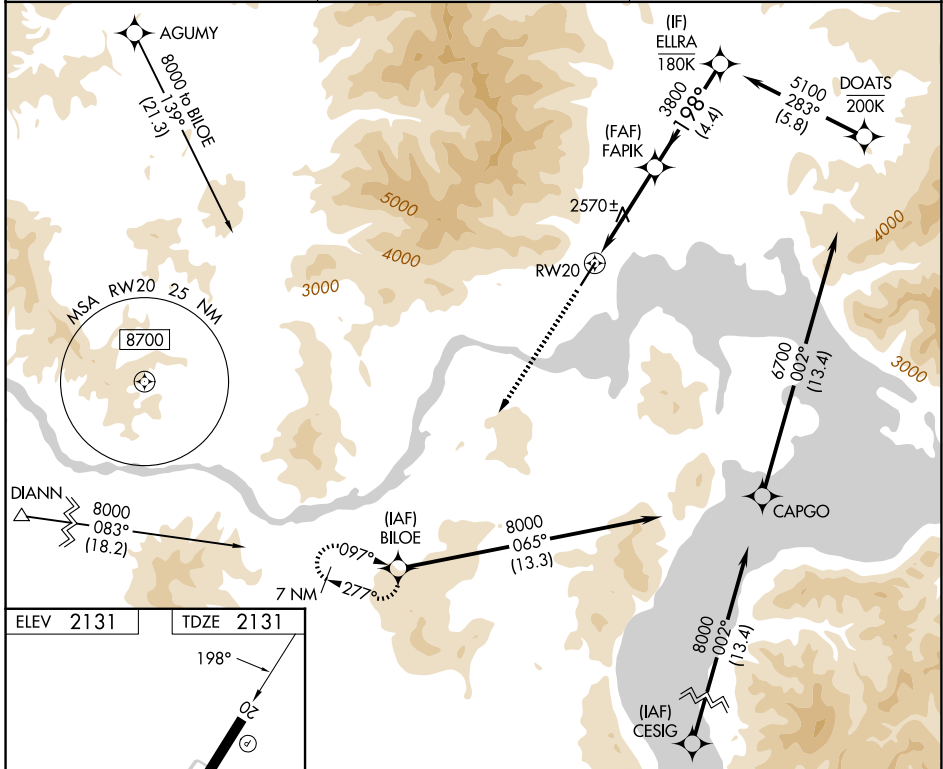 AGUMY
8000 to BILOE
139°
(21.3)
(IF)
ELLRA
180K
DOATS
200K
5100
283°
(5.8)
3800
198°
(4.4)
(FAF)
FAPIK
2570±
RW20
5000
4000
3000
4000
3000
MSA RW20 25 NM
8700
6700
002°
(13.4)
CAPGO
DIANN
8000
083°
(18.2)
(IAF)
BILOE
097°
277°
7 NM
8000
065°
(13.3)
8000
002°
(13.4)
(IAF)
CESIG
ELEV 2131
TDZE 2131
198°
20
P